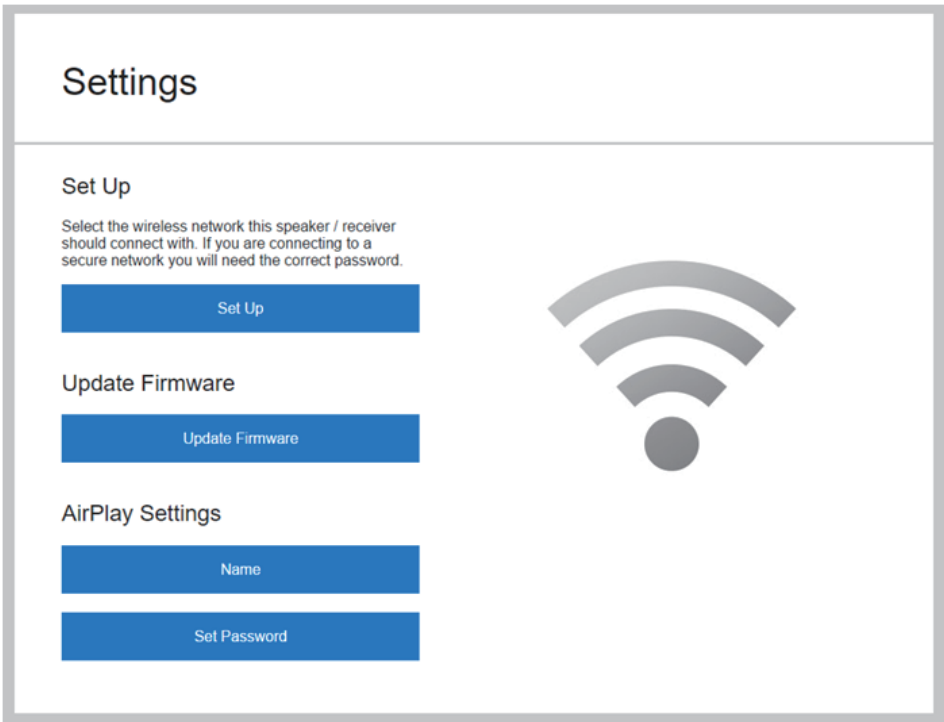 Settings
Set Up
Select the wireless network this speaker / receiver
should connect with. If you are connecting to a
secure network you will need the correct password.
Set Up
Update Firmware
Update Firmware
AirPlay Settings
Name
Set Password